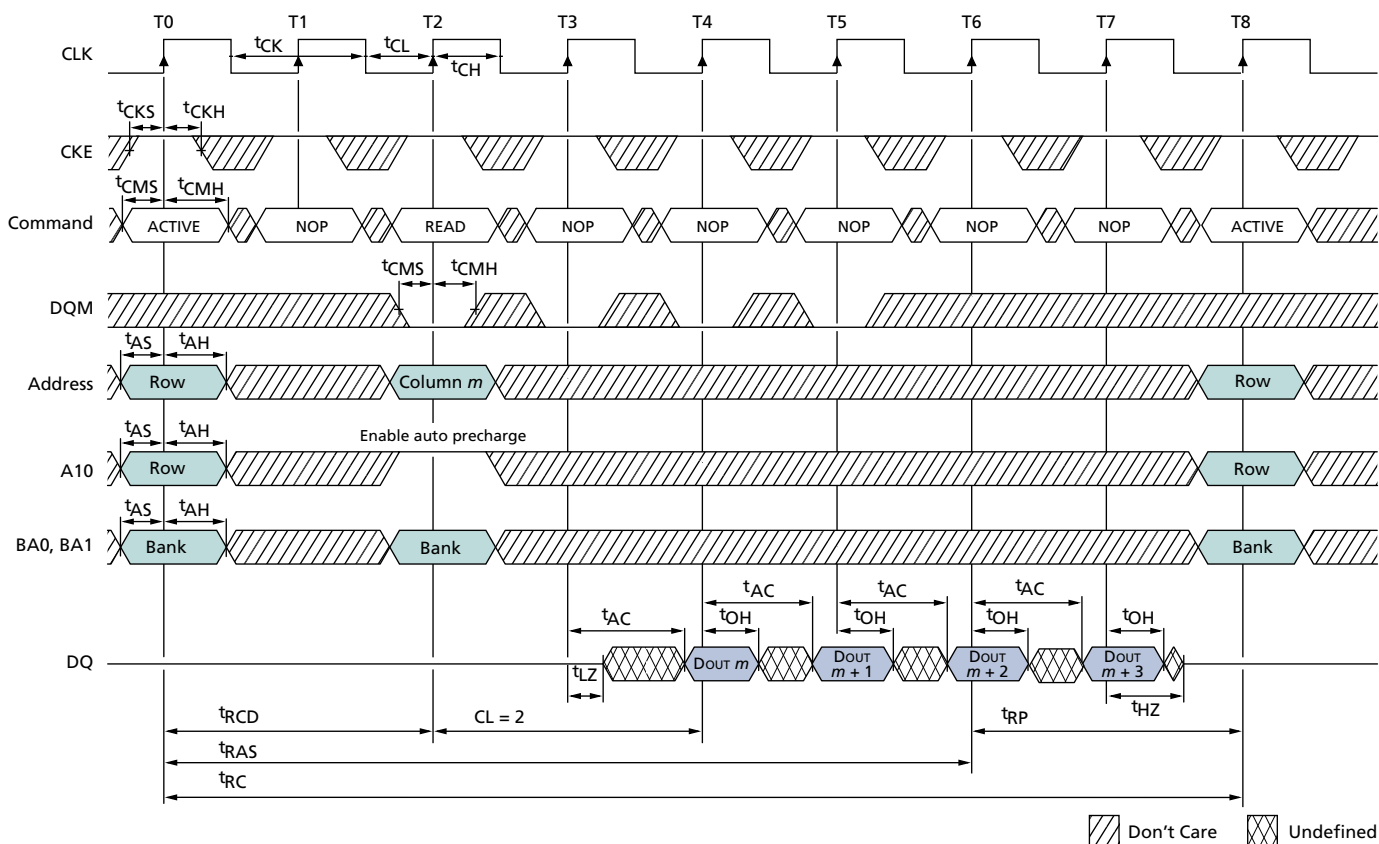 T0 T1 T2 T3 T4 T5 T6 T7 T8
CLK
tCK tCL
tCH
tCKS tCKH
CKE
tCMS tCMH
Command ACTIVE NOP READ NOP NOP NOP NOP NOP ACTIVE
tCMS tCMH
DQM
tAS tAH
Address Row Column m Row
tAS tAH Enable auto precharge
A10 Row Row
tAS tAH
BA0, BA1 Bank Bank Bank
tAC tAC tAC
tAC tOH tOH tOH tOH
DQ DOUT m DOUT m + 1 DOUT m + 2 DOUT m + 3
tLZ tHZ
tRCD CL = 2 tRP
tRAS
tRC
Don't Care Undefined